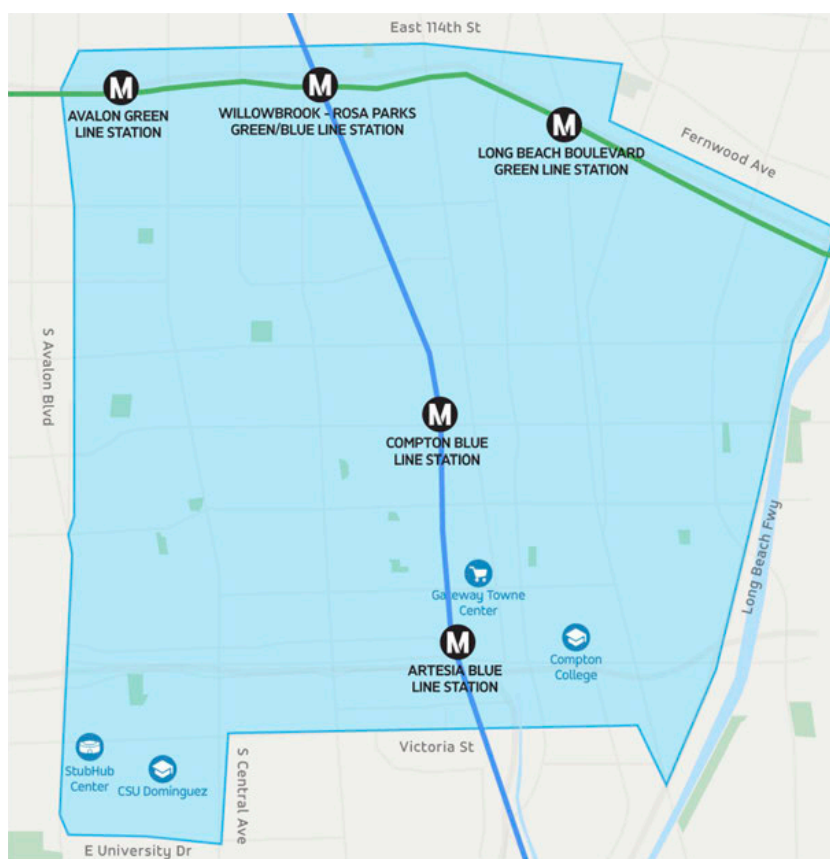 East 114th St
M
AVALON GREEN
LINE STATION
M
WILLOWBROOK - ROSA PARKS
GREEN/BLUE LINE STATION
M
LONG BEACH BOULEVARD
GREEN LINE STATION
Fernwood Ave
S Avalon Blvd
M
COMPTON BLUE
LINE STATION
Long Beach Fwy
Gateway Towne
Center
M
ARTESIA BLUE
LINE STATION
Compton
College
StubHub
Center
CSU Dominguez
S Central Ave
Victoria St
E University Dr